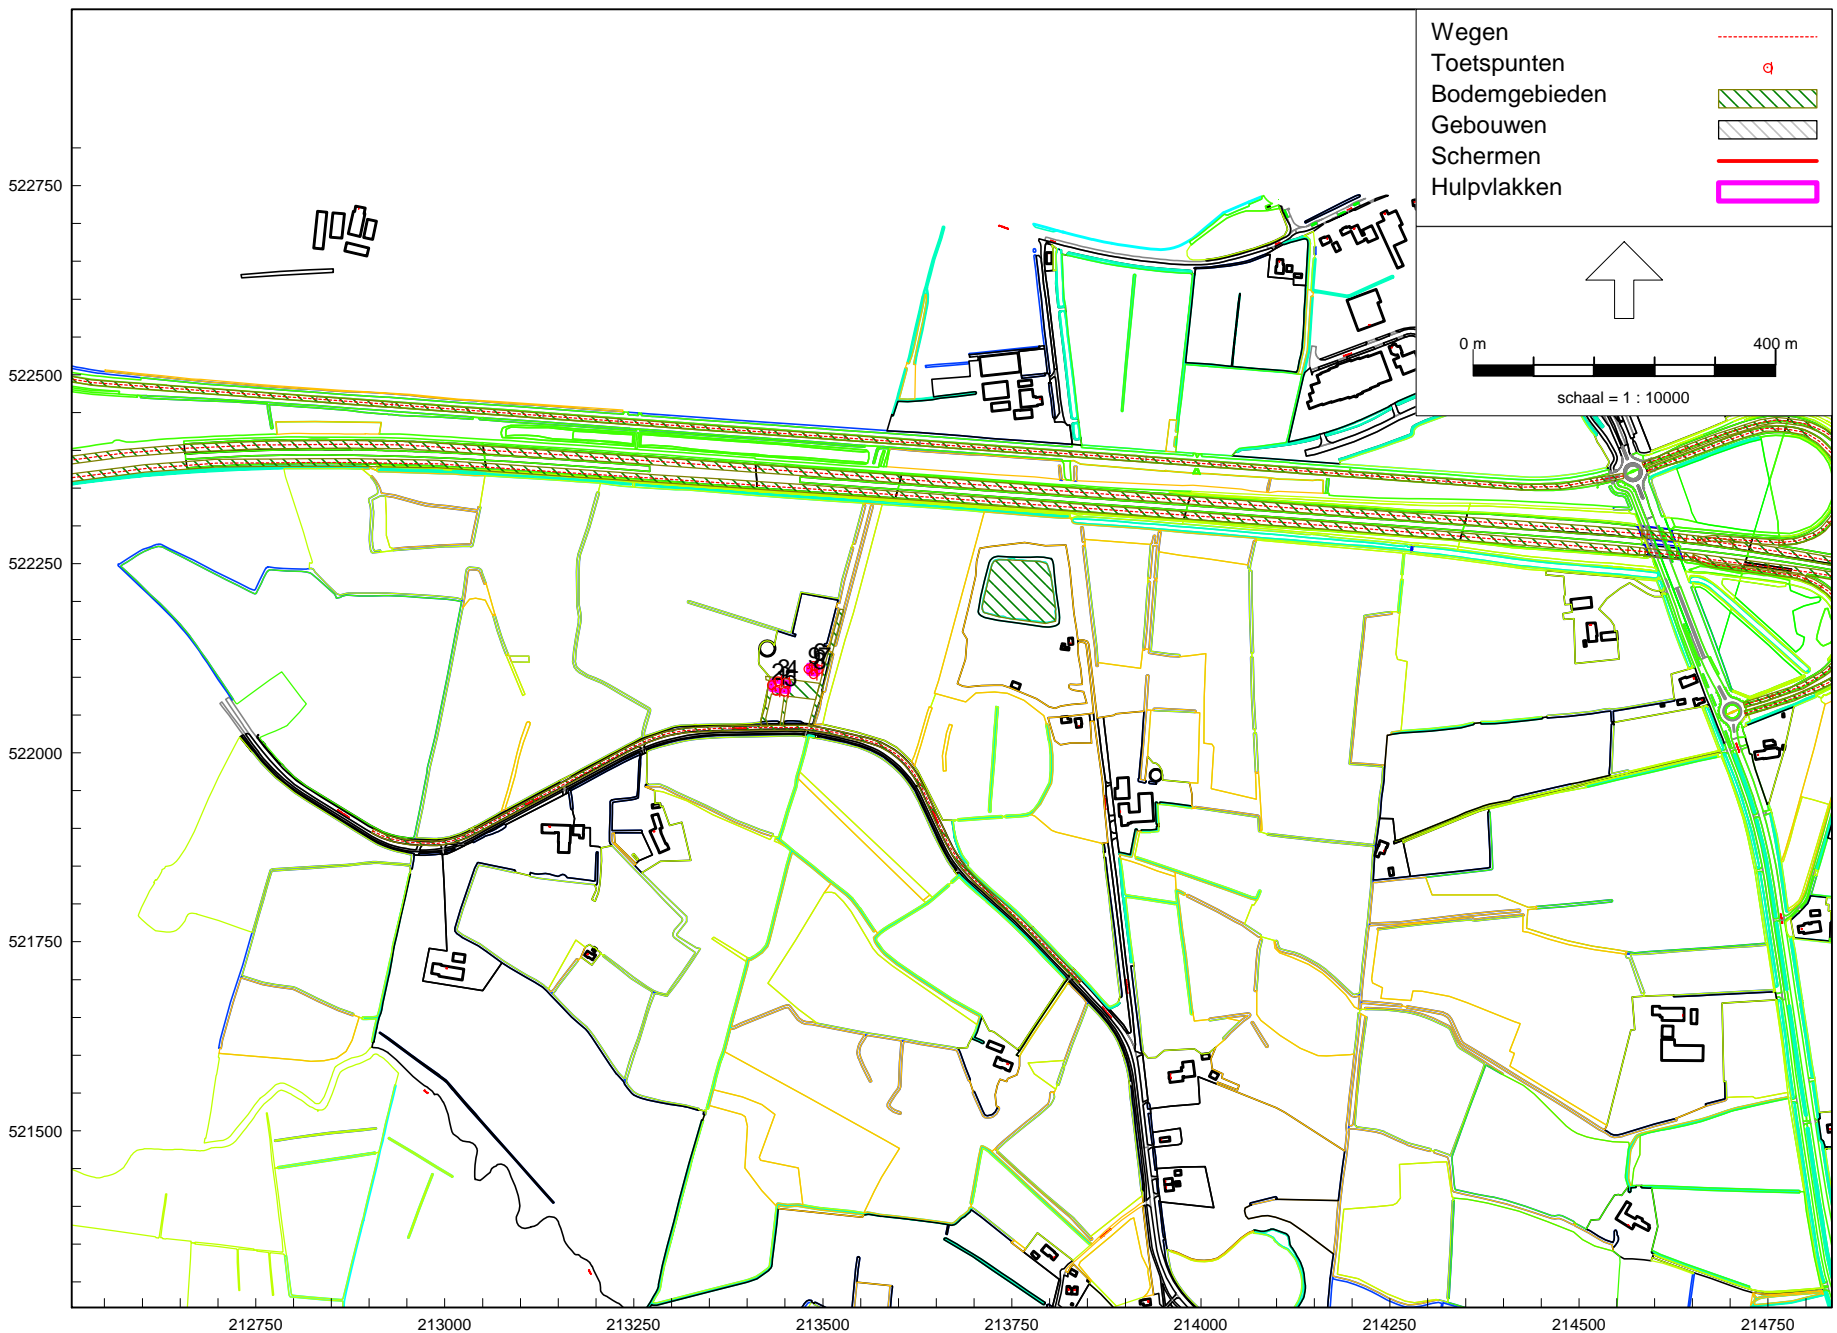 Wegen
Toetspunten
Bodemgebieden
Gebouwen
Schermen
Hulpvlakken
0 m 400 m
schaal = 1 : 10000
522750
522500
522250
522000
521750
521500
212750 213000 213250 213500 213750 214000 214250 214500 214750